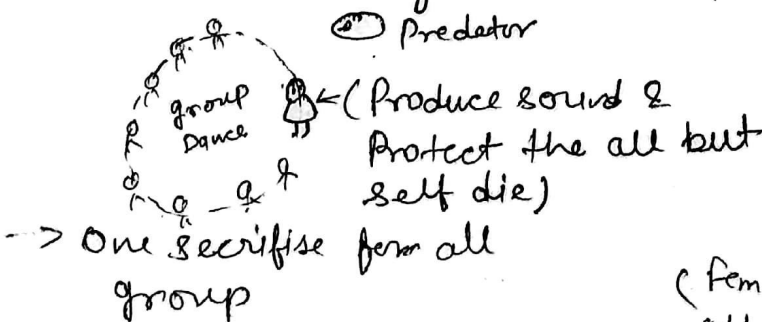 Predator
group
Dance
←(Produce sound &
Protect the all but
self die)
--> One secrifise for all
group
(fem